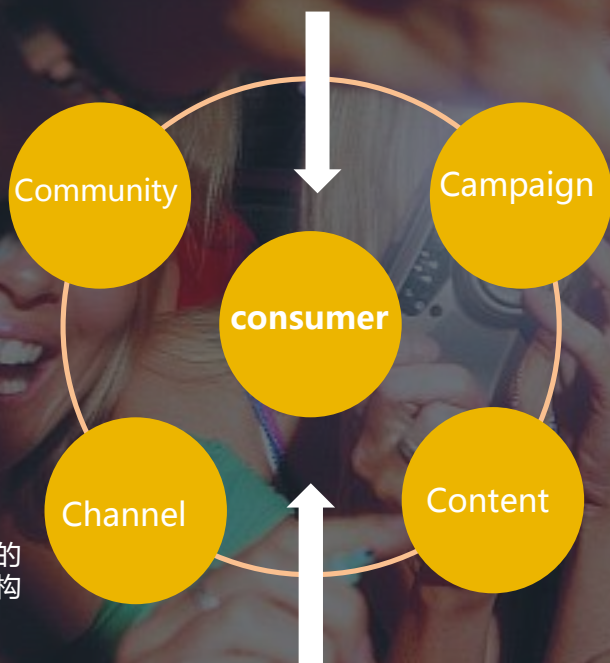 Community
Campaign
consumer
Channel
Content
的
构